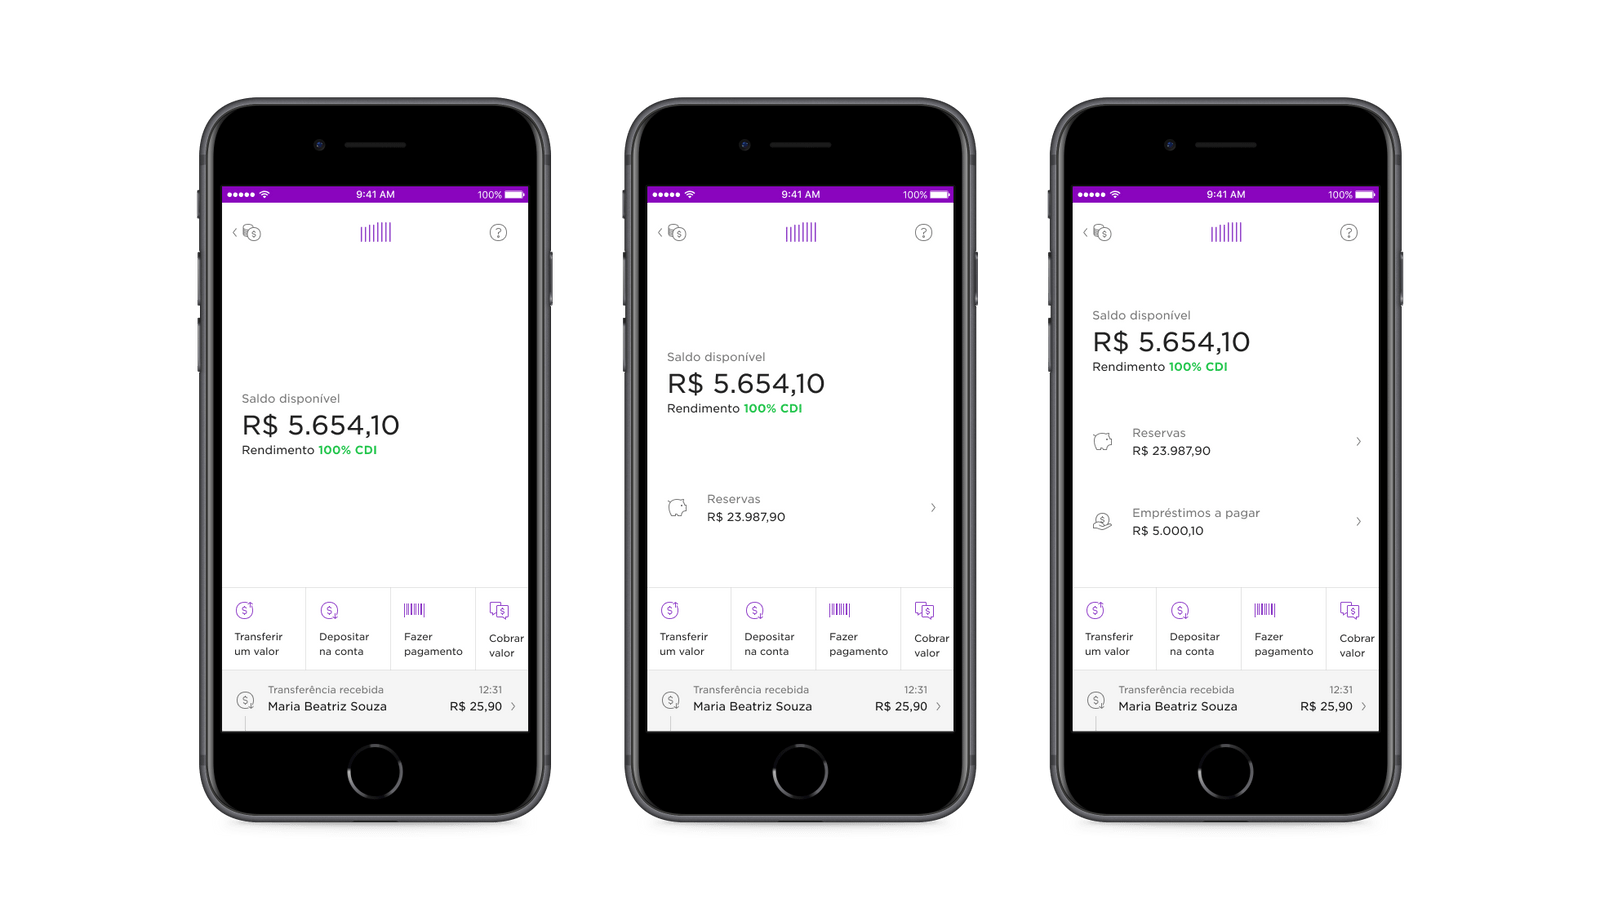 9:41 AM
100%
?
Saldo disponível
R$ 5.654,10
Rendimento 100% CDI
Transferir
um valor
Depositar
na conta
Fazer
pagamento
Cobrar
valor
Transferência recebida
12:31
Maria Beatriz Souza
R$ 25,90
9:41 AM
100%
?
Saldo disponível
R$ 5.654,10
Rendimento 100% CDI
Reservas
R$ 23.987,90
Transferir
um valor
Depositar
na conta
Fazer
pagamento
Cobrar
valor
Transferência recebida
12:31
Maria Beatriz Souza
R$ 25,90
9:41 AM
100%
?
Saldo disponível
R$ 5.654,10
Rendimento 100% CDI
Reservas
R$ 23.987,90
Empréstimos a pagar
R$ 5.000,10
Transferir
um valor
Depositar
na conta
Fazer
pagamento
Cobrar
valor
Transferência recebida
12:31
Maria Beatriz Souza
R$ 25,90